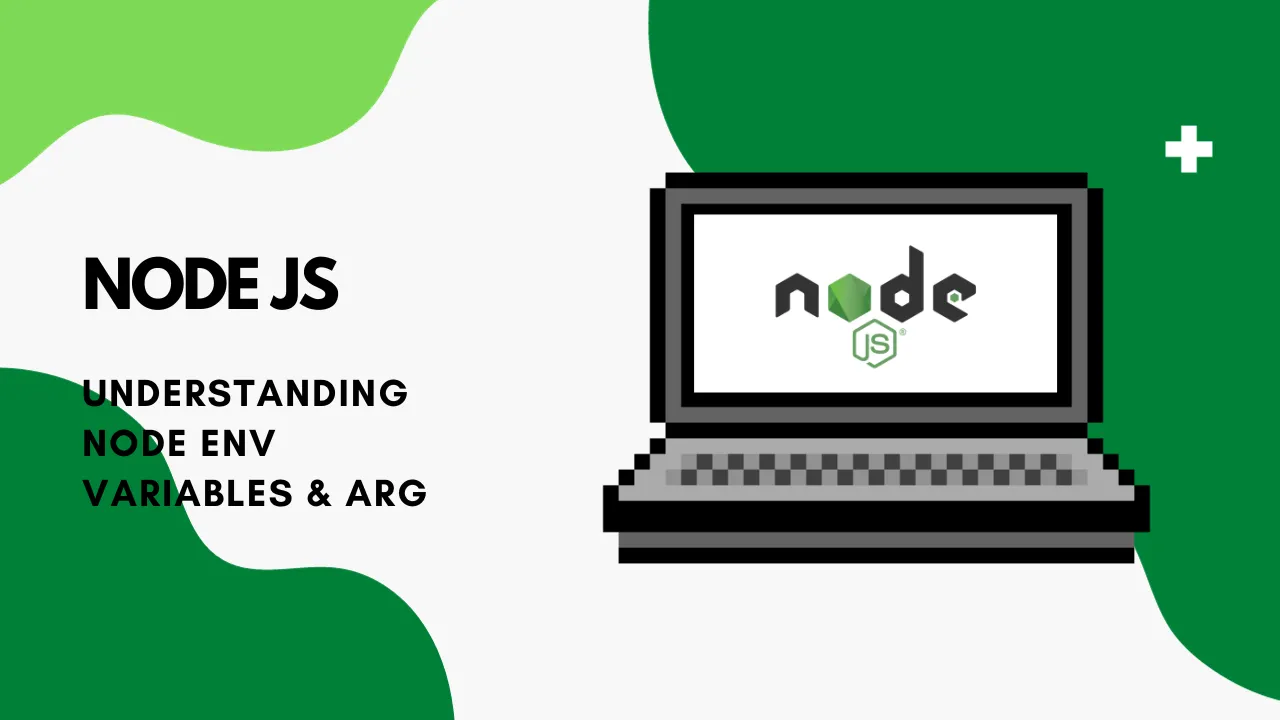 NODE JS
UNDERSTANDING
NODE ENV
VARIABLES & ARG
node
JS®